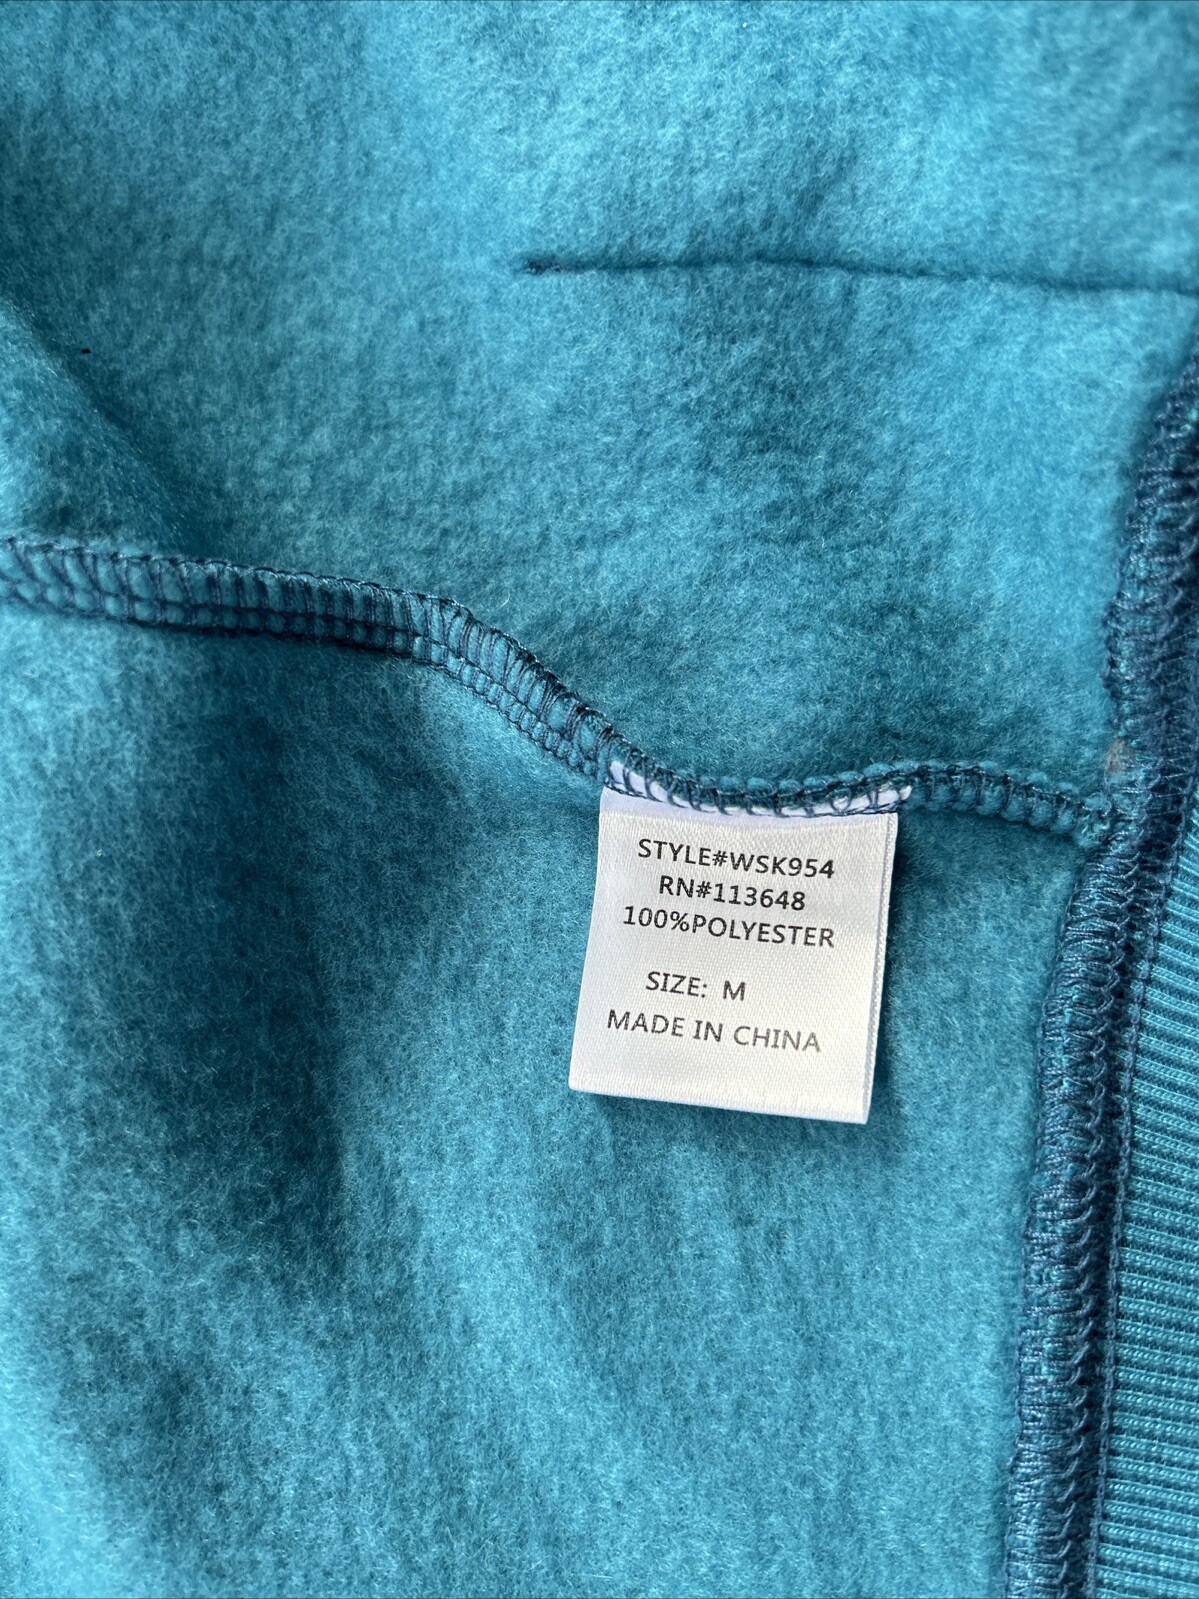 STYLE#WSK954
RN#113648
100%POLYESTER
SIZE: M
MADE IN CHINA